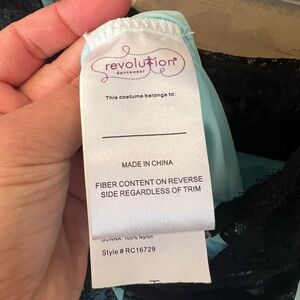 revolution®
dancewear
This costume belongs to:
MADE IN CHINA
FIBER CONTENT ON REVERSE
SIDE REGARDLESS OF TRIM
GONNA: 100% Nylon
Style # RC16729